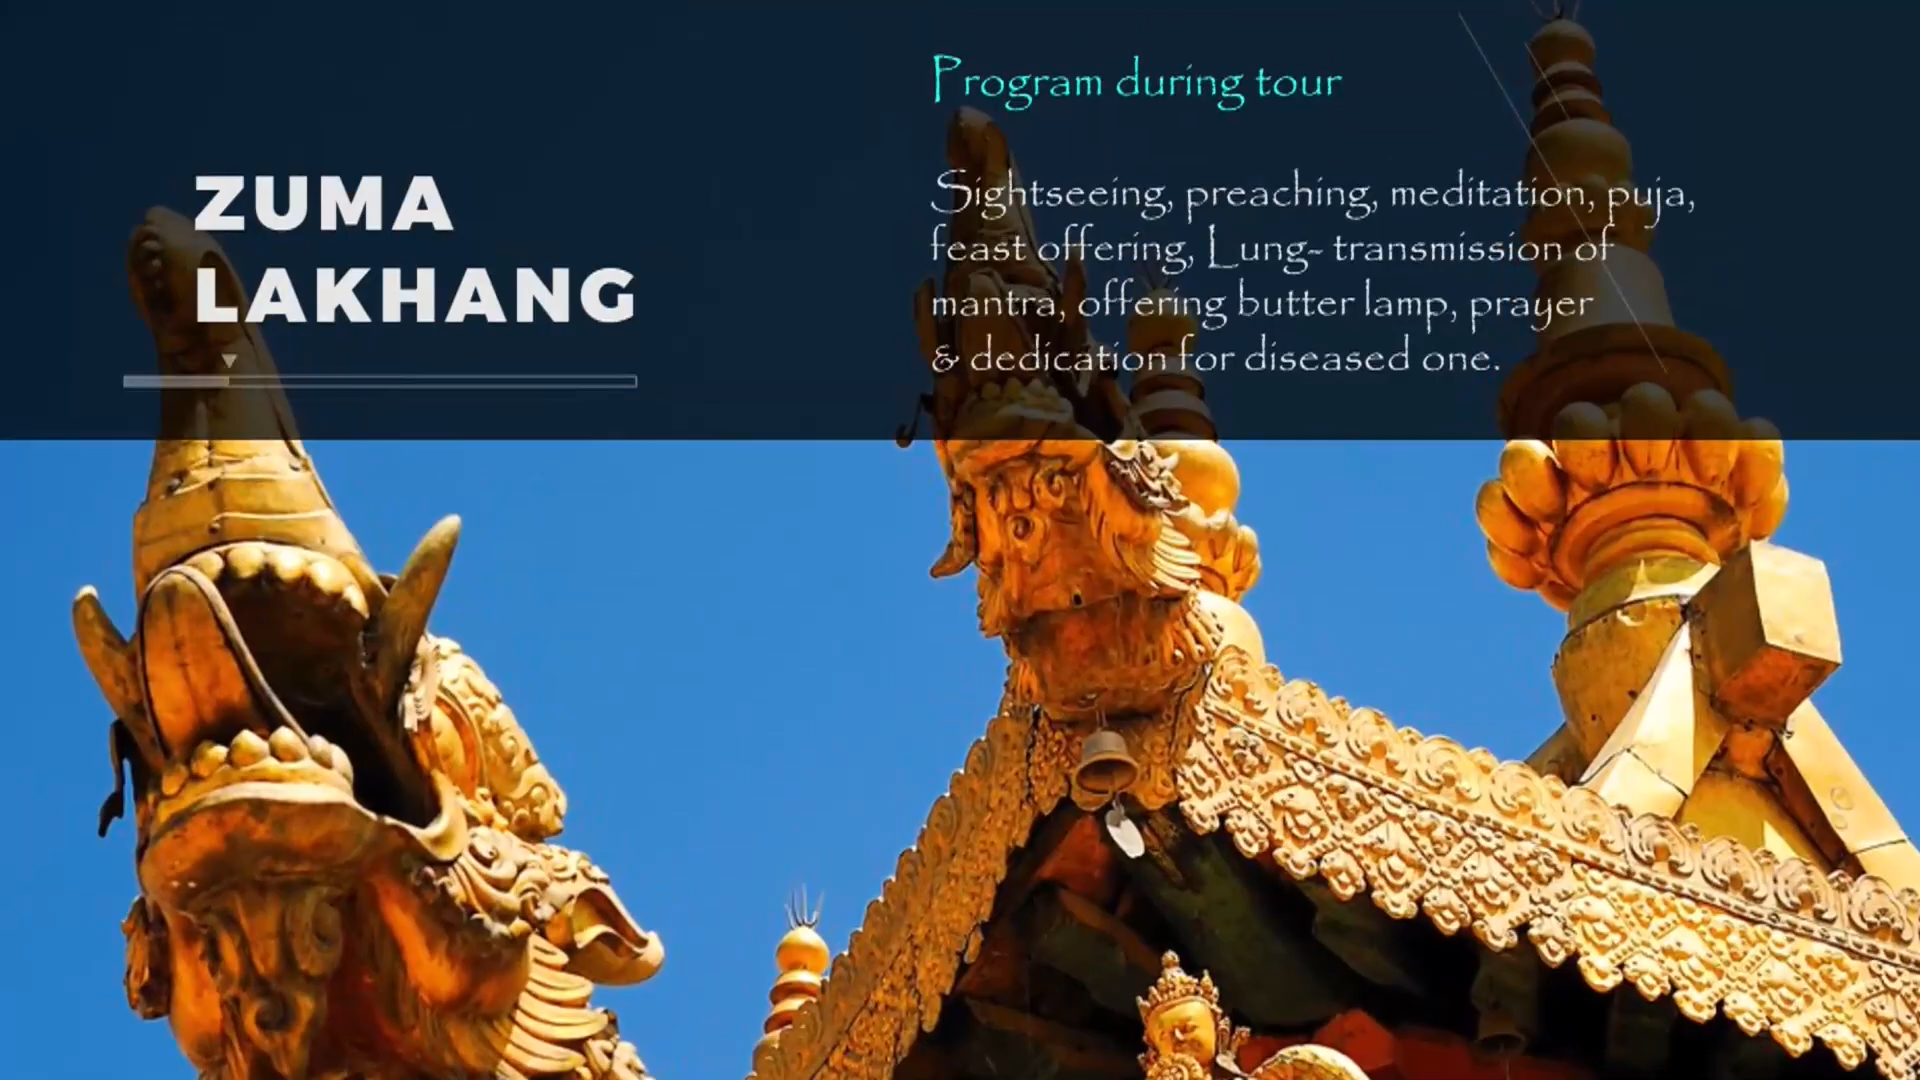 ZUMA
LAKHANG
Program during tour
Sightseeing, preaching, meditation, puja,
feast offering, Lung- transmission of
mantra, offering butter lamp, prayer
& dedication for diseased one.